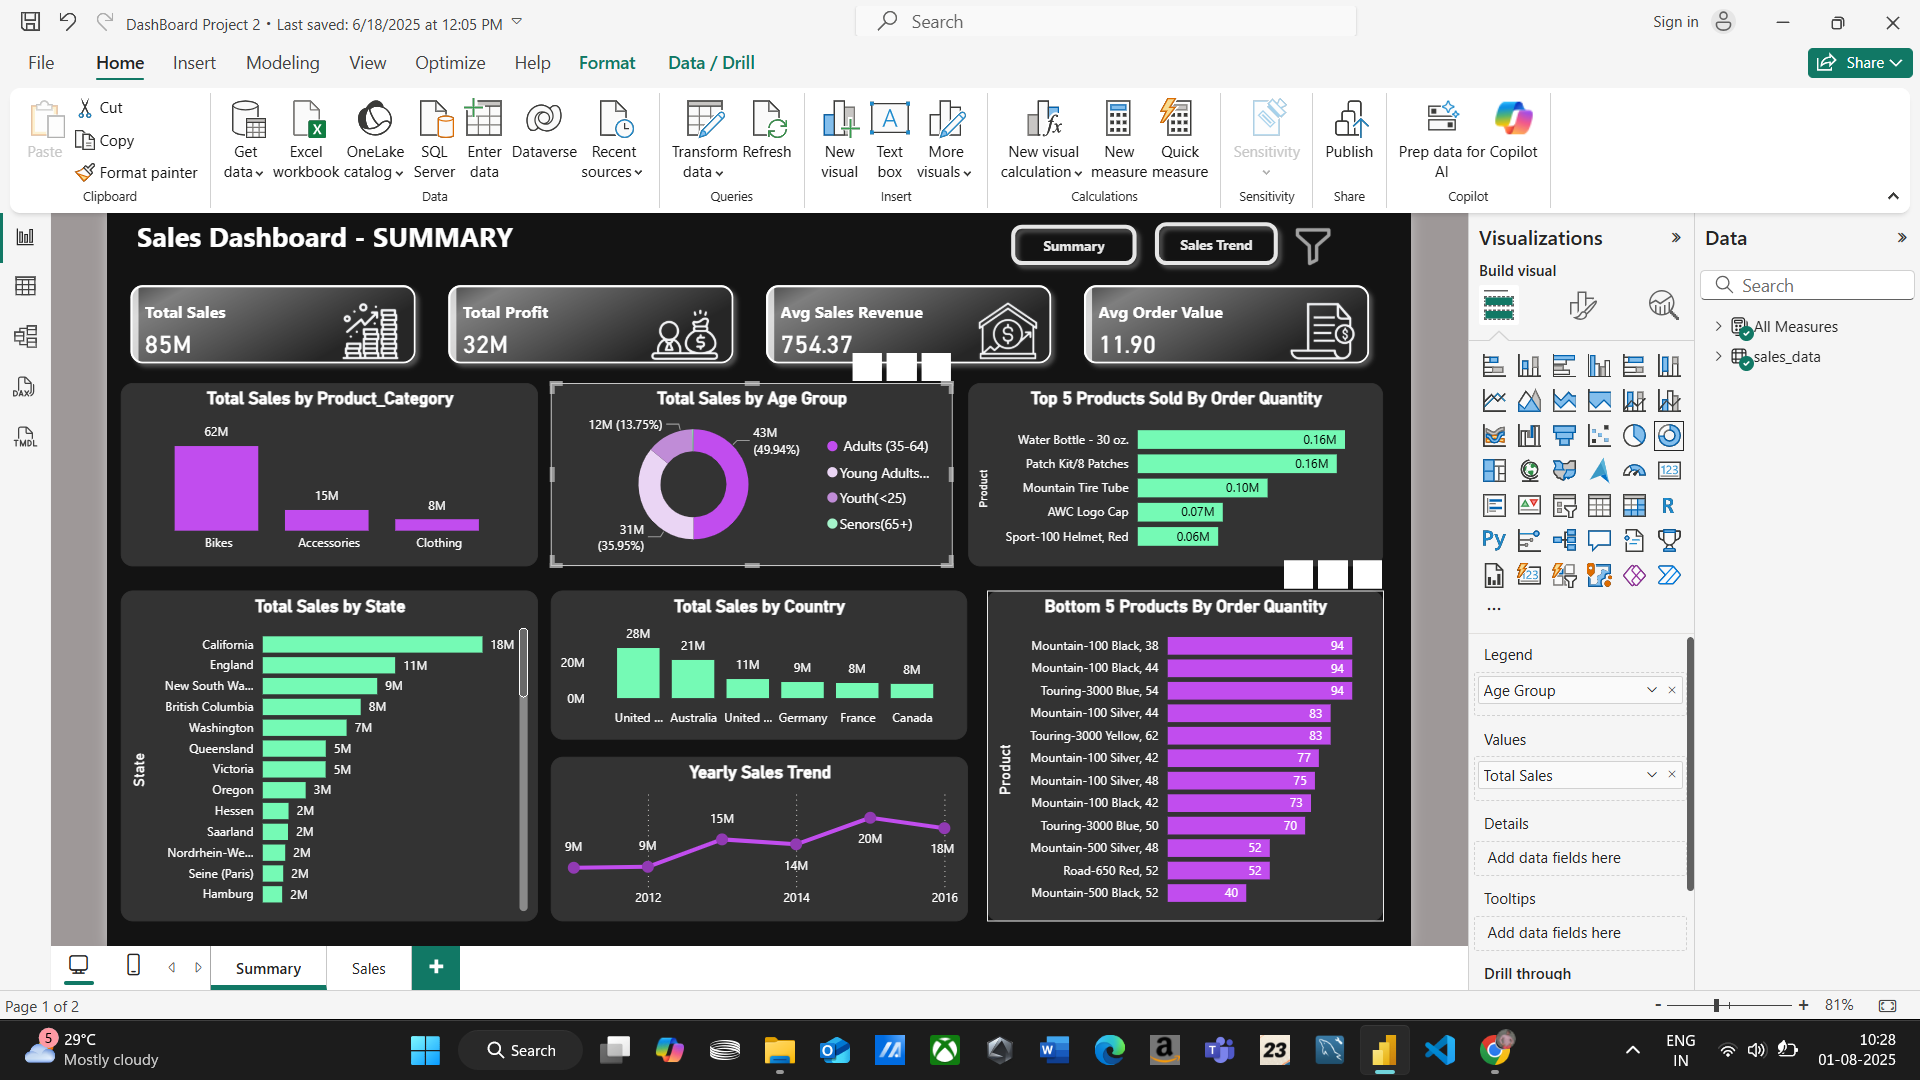 DashBoard Project 2 • Last saved: 6/18/2025 at 12:05 PM
Search
Sign in
File Home Insert Modeling View Optimize Help Format Data / Drill
Share
Paste
Cut
Copy
Format painter
Clipboard
Get data
Excel workbook
OneLake catalog
SQL Server
Enter data
Dataverse
Recent sources
Data
Transform data
Refresh
Queries
New visual
Text box
More visuals
Insert
New visual calculation
New measure
Quick measure
Calculations
Sensitivity
Sensitivity
Publish
Share
Prep data for AI
Copilot
Copilot
DAX
TMDL
Sales Dashboard - SUMMARY
Summary
Sales Trend
Total Sales
85M
Total Profit
32M
Avg Sales Revenue
754.37
Avg Order Value
11.90
Total Sales by Product_Category
62M
15M
8M
Bikes Accessories Clothing
Total Sales by Age Group
12M (13.75%)
43M
(49.94%)
31M
(35.95%)
Adults (35-64)
Young Adults...
Youth(<25)
Senors(65+)
Top 5 Products Sold By Order Quantity
Product
Water Bottle - 30 oz. 0.16M
Patch Kit/8 Patches 0.16M
Mountain Tire Tube 0.10M
AWC Logo Cap 0.07M
Sport-100 Helmet, Red 0.06M
Total Sales by State
State
California 18M
England 11M
New South Wa... 9M
British Columbia 8M
Washington 7M
Queensland 5M
Victoria 5M
Oregon 3M
Hessen 2M
Saarland 2M
Nordrhein-We... 2M
Seine (Paris) 2M
Hamburg 2M
Total Sales by Country
20M
0M
28M 21M 11M 9M 8M 8M
United ... Australia United ... Germany France Canada
Yearly Sales Trend
9M 9M 15M 14M 20M 18M
2012 2014 2016
Bottom 5 Products By Order Quantity
Product
Mountain-100 Black, 38 94
Mountain-100 Black, 44 94
Touring-3000 Blue, 54 94
Mountain-100 Silver, 44 83
Touring-3000 Yellow, 62 83
Mountain-100 Silver, 42 77
Mountain-100 Silver, 48 75
Mountain-100 Black, 42 73
Touring-3000 Blue, 50 70
Mountain-500 Silver, 48 52
Road-650 Red, 52 52
Mountain-500 Black, 52 40
Visualizations
Build visual
123
R
Py
123
...
Legend
Age Group
Values
Total Sales
Details
Add data fields here
Tooltips
Add data fields here
Drill through
Data
Search
All Measures
sales_data
Summary
Sales
Page 1 of 2
- + 81%
5
29°C
Mostly cloudy
Search
23
ENG
IN
10:28
01-08-2025